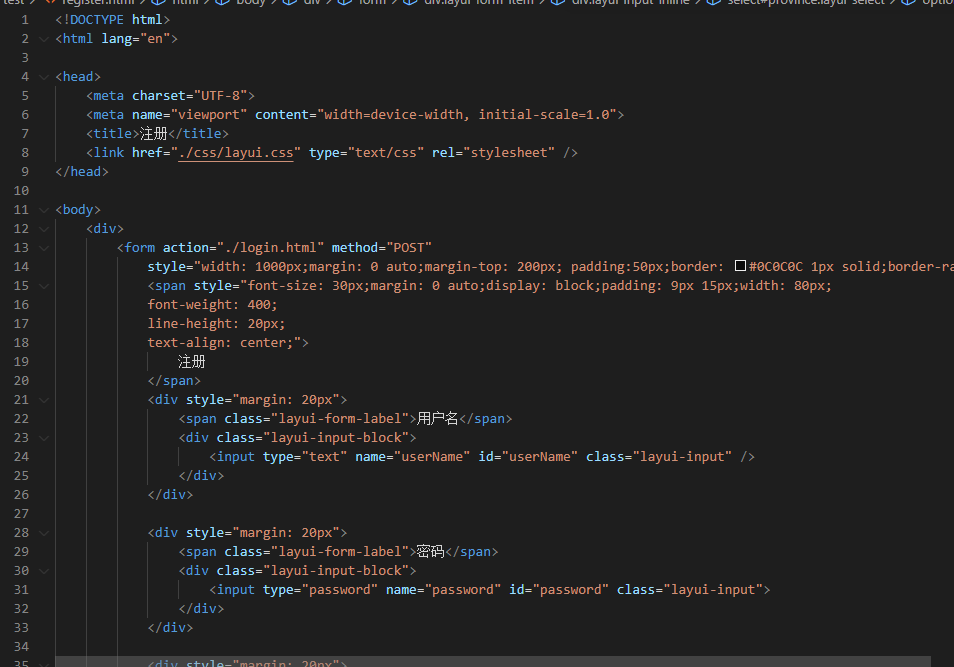 test > register.html > html > body > div > form > div.layui-form-item > div.layui-input-inline > select#province.layui-select >
1 <!DOCTYPE html>
2 <html lang="en">
3
4 <head>
5 <meta charset="UTF-8">
6 <meta name="viewport" content="width=device-width, initial-scale=1.0">
7 <title>注册</title>
8 <link href="./css/layui.css" type="text/css" rel="stylesheet" />
9 </head>
10
11 <body>
12 <div>
13 <form action="./login.html" method="POST"
14 style="width: 1000px;margin: 0 auto;margin-top: 200px; padding:50px;border: #0C0C0C 1px solid;border-ra
15 <span style="font-size: 30px;margin: 0 auto;display: block;padding: 9px 15px;width: 80px;
16 font-weight: 400;
17 line-height: 20px;
18 text-align: center;">
19 注册
20 </span>
21 <div style="margin: 20px">
22 <span class="layui-form-label">用户名</span>
23 <div class="layui-input-block">
24 <input type="text" name="userName" id="userName" class="layui-input" />
25 </div>
26 </div>
27
28 <div style="margin: 20px">
29 <span class="layui-form-label">密码</span>
30 <div class="layui-input-block">
31 <input type="password" name="password" id="password" class="layui-input">
32 </div>
33 </div>
34
35 <div style="margin: 20px">